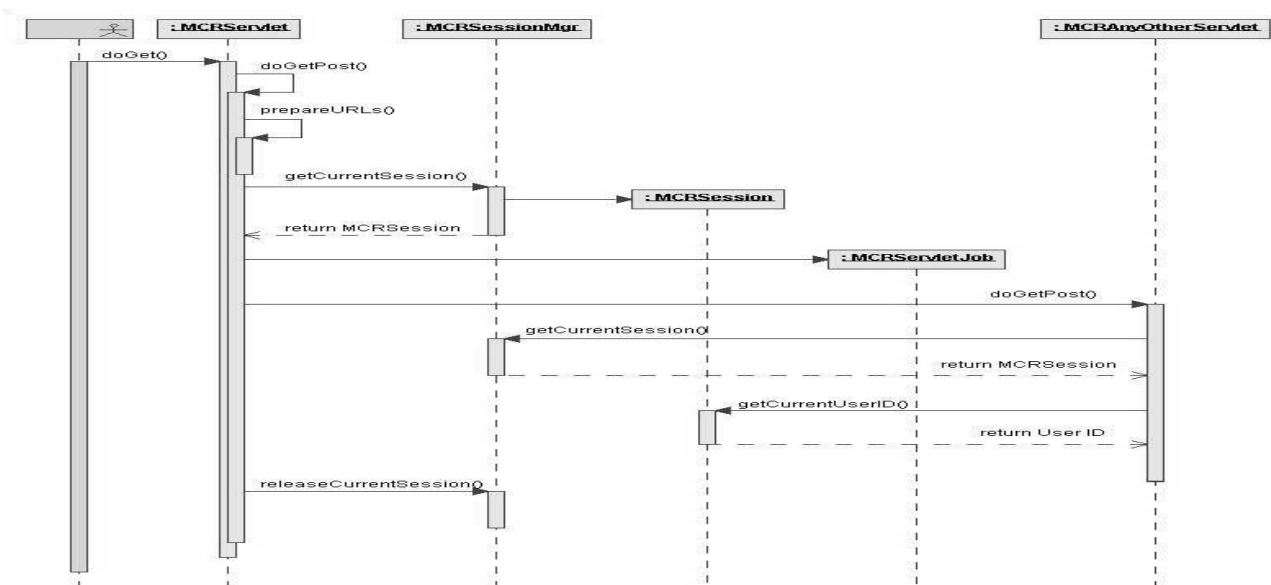 : MCRServlet
: MCRSessionMgr
: MCRAnyOtherServlet
doGet()
doGetPost()
prepareURLs()
getCurrentSession()
: MCRSession
return MCRSession
: MCRServletJob
doGetPost()
getCurrentSession()
return MCRSession
getCurrentUserID()
return User ID
releaseCurrentSession()